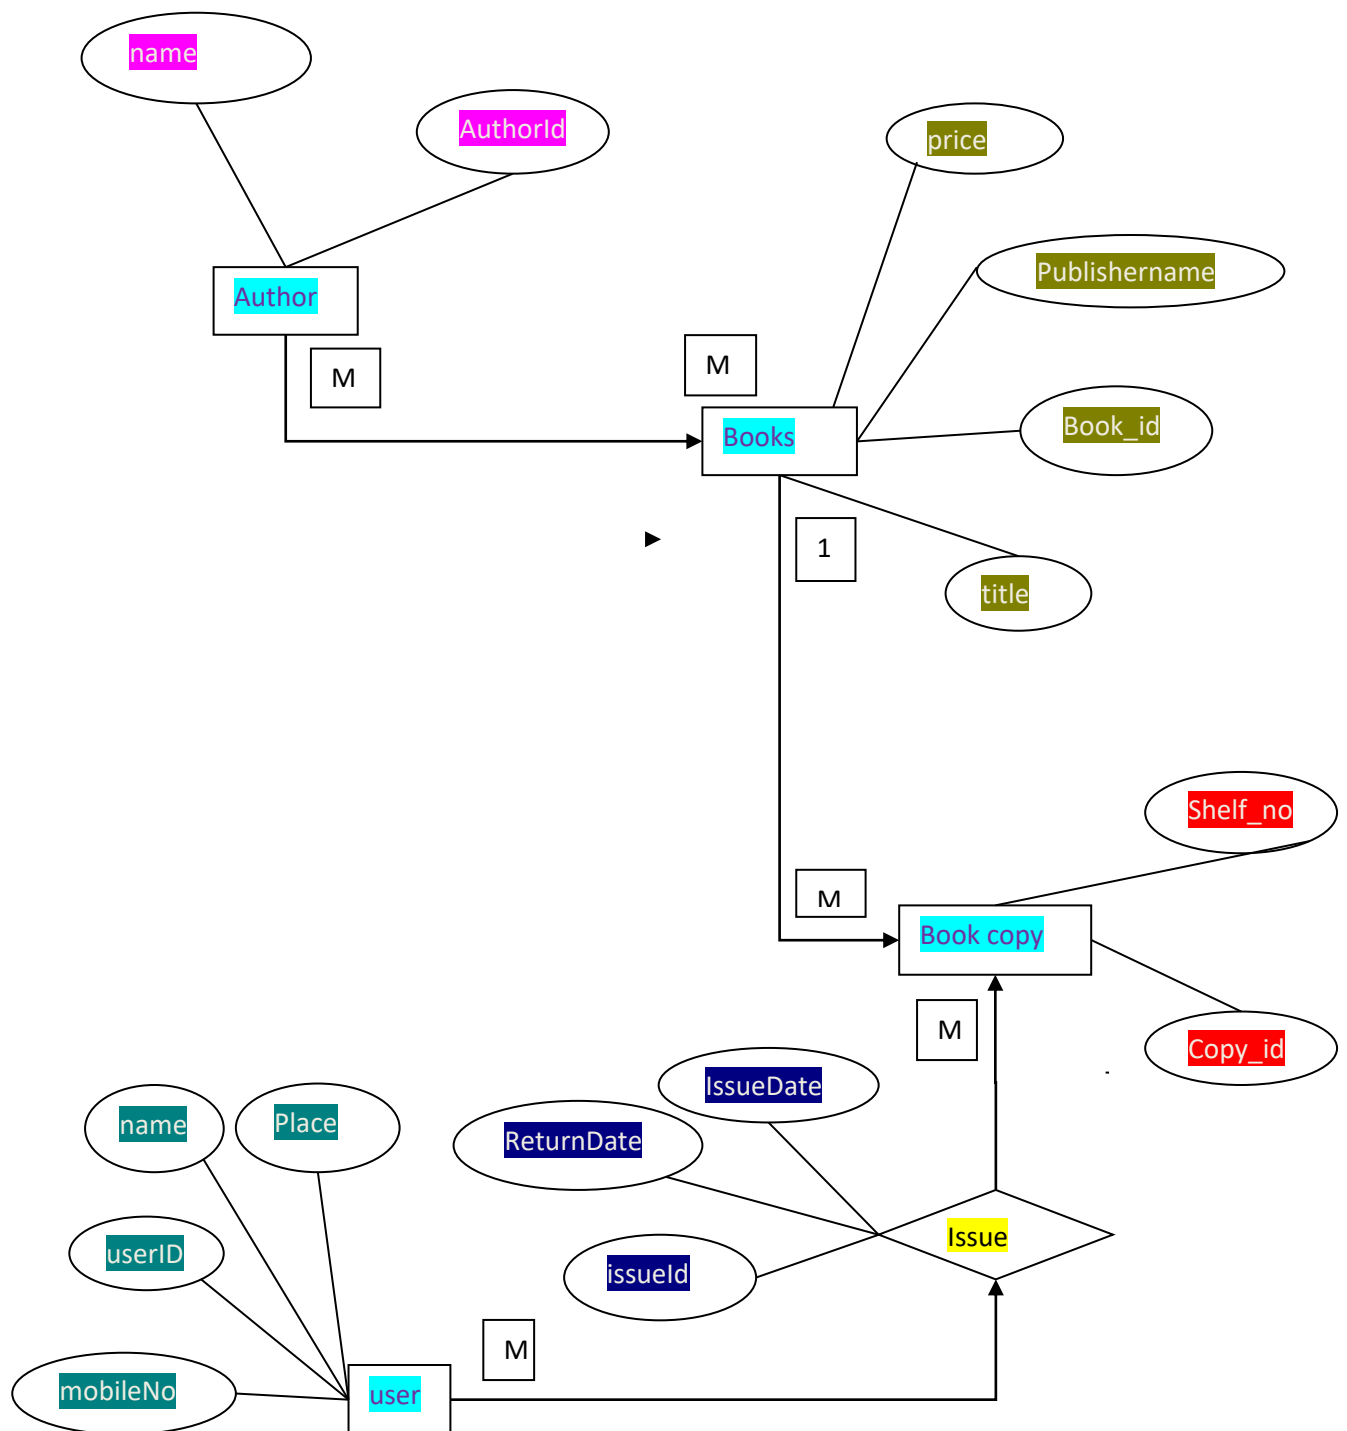 name
AuthorId
price
Publishername
Author
M
M
Books
Book_id
1
title
Shelf_no
M
Book copy
M
Copy_id
IssueDate
name
Place
ReturnDate
userID
Issue
issueId
M
mobileNo
user